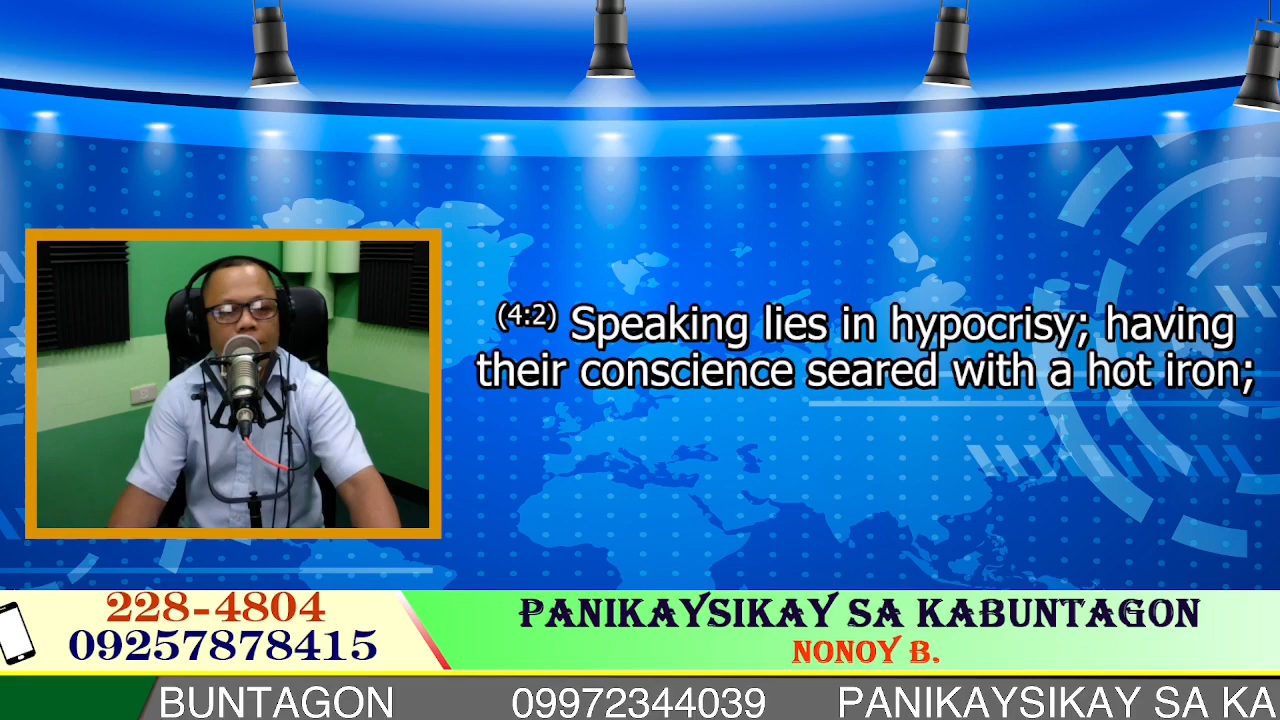 (4:2) Speaking lies in hypocrisy; having
their conscience seared with a hot iron;
228-4804
09257878415
PANIKAYSIKAY SA KABUNTAGON
NONOY B.
BUNTAGON 09972344039 PANIKAYSIKAY SA KA